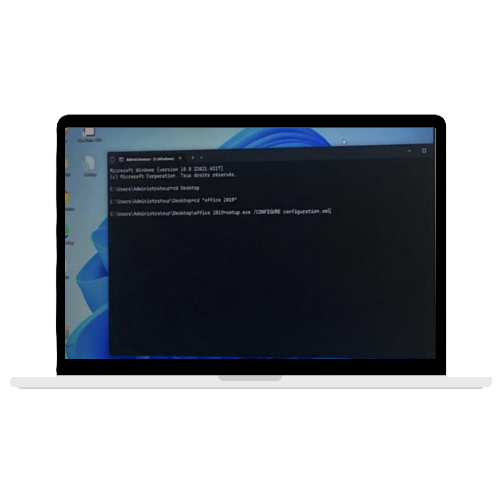 Administrateur : C:\Windows\
Microsoft Windows [version 10.0.22621.4317]
(c) Microsoft Corporation. Tous droits réservés.
C:\Users\Administrateur>cd Desktop
C:\Users\Administrateur\Desktop>cd "office 2019"
C:\Users\Administrateur\Desktop\office 2019>setup.exe /CONFIGURE configuration.xml